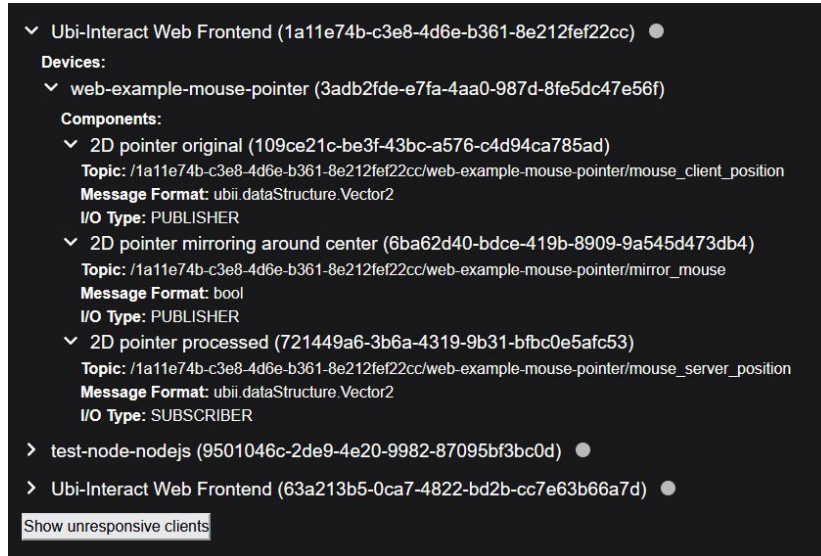 Ubi-Interact Web Frontend (1a11e74b-c3e8-4d6e-b361-8e212fef22cc)
Devices:
web-example-mouse-pointer (3adb2fde-e7fa-4aa0-987d-8fe5dc47e56f)
Components:
2D pointer original (109ce21c-be3f-43bc-a576-c4d94ca785ad)
Topic: /1a11e74b-c3e8-4d6e-b361-8e212fef22cc/web-example-mouse-pointer/mouse_client_position
Message Format: ubii.dataStructure.Vector2
I/O Type: PUBLISHER
2D pointer mirroring around center (6ba62d40-bdce-419b-8909-9a545d473db4)
Topic: /1a11e74b-c3e8-4d6e-b361-8e212fef22cc/web-example-mouse-pointer/mirror_mouse
Message Format: bool
I/O Type: PUBLISHER
2D pointer processed (721449a6-3b6a-4319-9b31-bfbc0e5afc53)
Topic: /1a11e74b-c3e8-4d6e-b361-8e212fef22cc/web-example-mouse-pointer/mouse_server_position
Message Format: ubii.dataStructure.Vector2
I/O Type: SUBSCRIBER
test-node-nodejs (9501046c-2de9-4e20-9982-87095bf3bc0d)
Ubi-Interact Web Frontend (63a213b5-0ca7-4822-bd2b-cc7e63b66a7d)
Show unresponsive clients